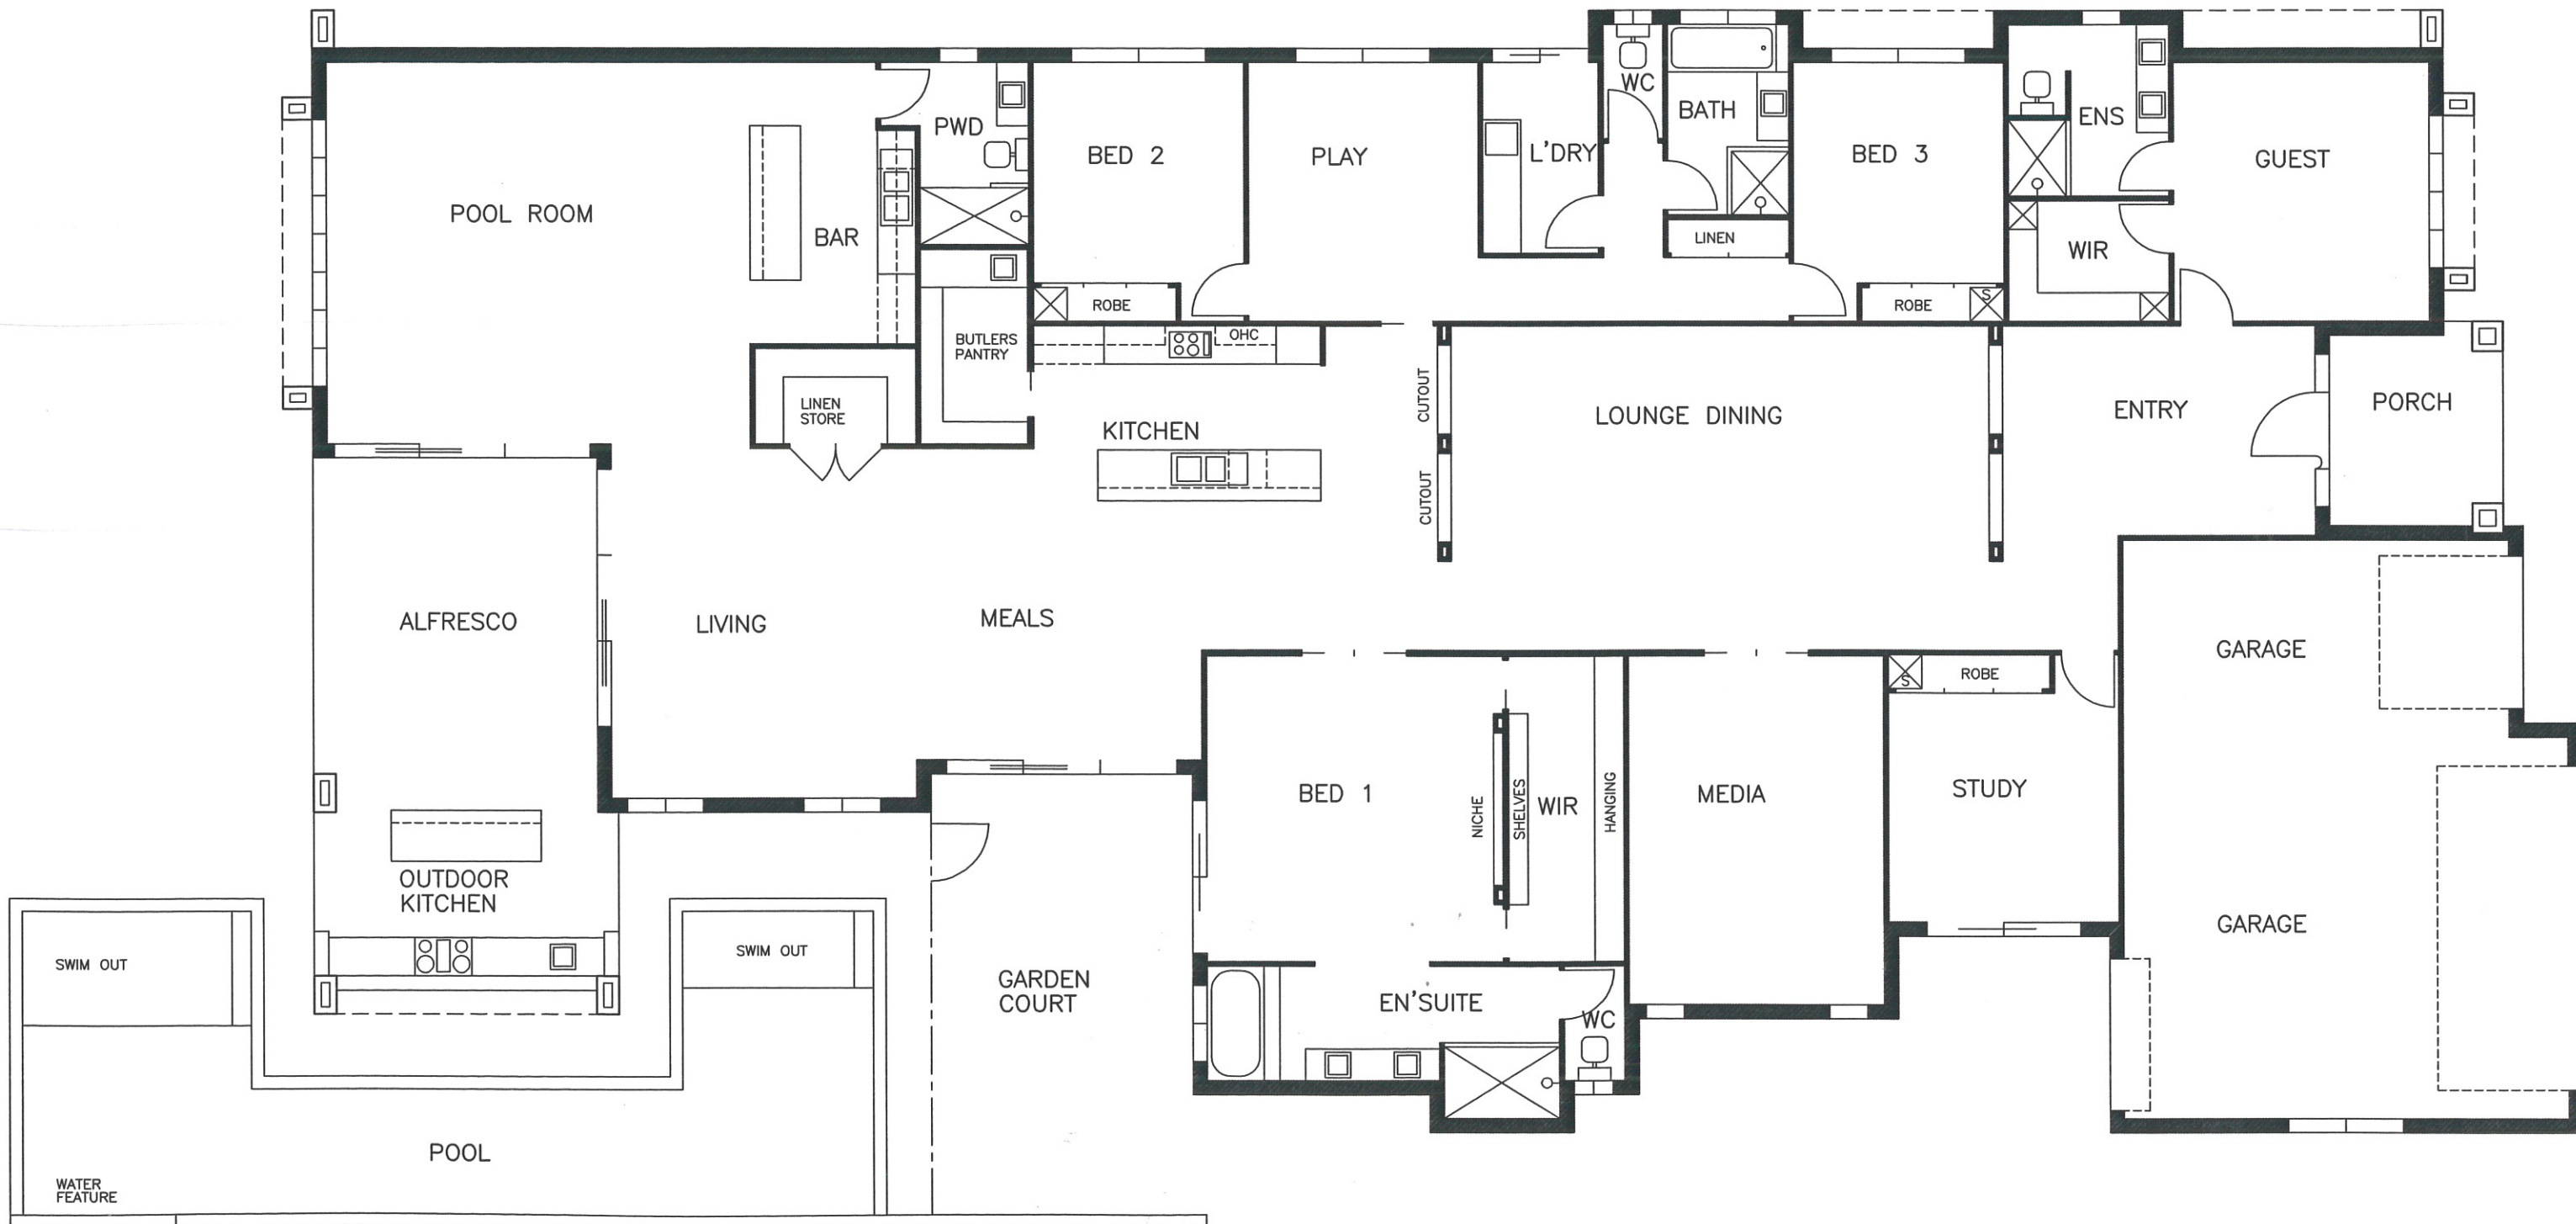 WC
BATH
PWD
BED 2
PLAY
L'DRY
BED 3
ENS
GUEST
POOL ROOM
BAR
LINEN
WIR
ROBE
ROBE
S
BUTLERS
PANTRY
OHC
LINEN
STORE
KITCHEN
CUTOUT
CUTOUT
LOUNGE DINING
ENTRY
PORCH
ALFRESCO
LIVING
MEALS
GARAGE
S
ROBE
BED 1
NICHE
SHELVES
WIR
HANGING
MEDIA
STUDY
OUTDOOR
KITCHEN
GARAGE
SWIM OUT
SWIM OUT
GARDEN
COURT
EN'SUITE
WC
POOL
WATER
FEATURE